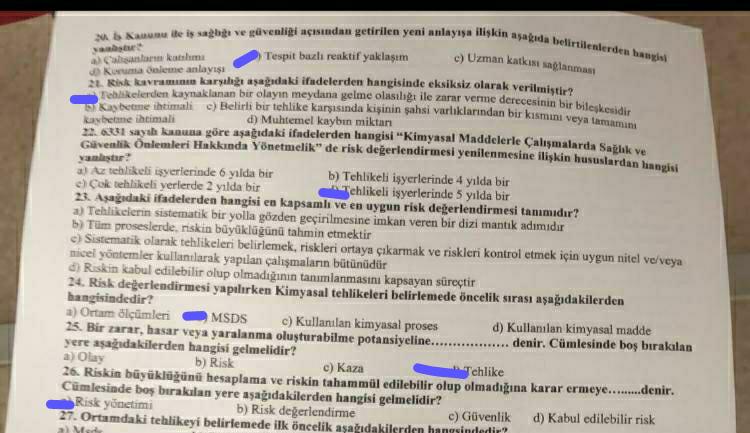 20. İş Kanunu ile iş sağlığı ve güvenliği açısından getirilen yeni anlayışa ilişkin aşağıda belirtilenlerden hangisi
yanlıştır?
a) Çalışanların katılımı ) Tespit bazlı reaktif yaklaşım c) Uzman katkısı sağlanması
d) Koruma önleme anlayışı
21. Risk kavramının karşılığı aşağıdaki ifadelerden hangisinde eksiksiz olarak verilmiştir?
) Tehlikelerden kaynaklanan bir olayın meydana gelme olasılığı ile zarar verme derecesinin bir bileşkesidir
b) Kaybetme ihtimali c) Belirli bir tehlike karşısında kişinin şahsi varlıklarından bir kısmını veya tamamını
kaybetme ihtimali d) Muhtemel kaybın miktarı
22. 6331 sayılı kanuna göre aşağıdaki ifadelerden hangisi “Kimyasal Maddelerle Çalışmalarda Sağlık ve
Güvenlik Önlemleri Hakkında Yönetmelik” de risk değerlendirmesi yenilenmesine ilişkin hususlardan hangisi
yanlıştır?
a) Az tehlikeli işyerlerinde 6 yılda bir b) Tehlikeli işyerlerinde 4 yılda bir
c) Çok tehlikeli yerlerde 2 yılda bir ) Tehlikeli işyerlerinde 5 yılda bir
23. Aşağıdaki ifadelerden hangisi en kapsamlı ve en uygun risk değerlendirmesi tanımıdır?
a) Tehlikelerin sistematik bir yolla gözden geçirilmesine imkan veren bir dizi mantık adımıdır
b) Tüm proseslerde, riskin büyüklüğünü tahmin etmektir
c) Sistematik olarak tehlikeleri belirlemek, riskleri ortaya çıkarmak ve riskleri kontrol etmek için uygun nitel ve/veya
nicel yöntemler kullanılarak yapılan çalışmaların bütünüdür
d) Riskin kabul edilebilir olup olmadığının tanımlanmasını kapsayan süreçtir
24. Risk değerlendirmesi yapılırken Kimyasal tehlikeleri belirlemede öncelik sırası aşağıdakilerden
hangisindedir?
a) Ortam ölçümleri ) MSDS c) Kullanılan kimyasal proses d) Kullanılan kimyasal madde
25. Bir zarar, hasar veya yaralanma oluşturabilme potansiyeline.................. denir. Cümlesinde boş bırakılan
yere aşağıdakilerden hangisi gelmelidir?
a) Olay b) Risk c) Kaza ) Tehlike
26. Riskin büyüklüğünü hesaplama ve riskin tahammül edilebilir olup olmadığına karar ermeye.........denir.
Cümlesinde boş bırakılan yere aşağıdakilerden hangisi gelmelidir?
) Risk yönetimi b) Risk değerlendirme c) Güvenlik d) Kabul edilebilir risk
27. Ortamdaki tehlikeyi belirlemede ilk öncelik aşağıdakilerden hangisindedir?
a) Msds